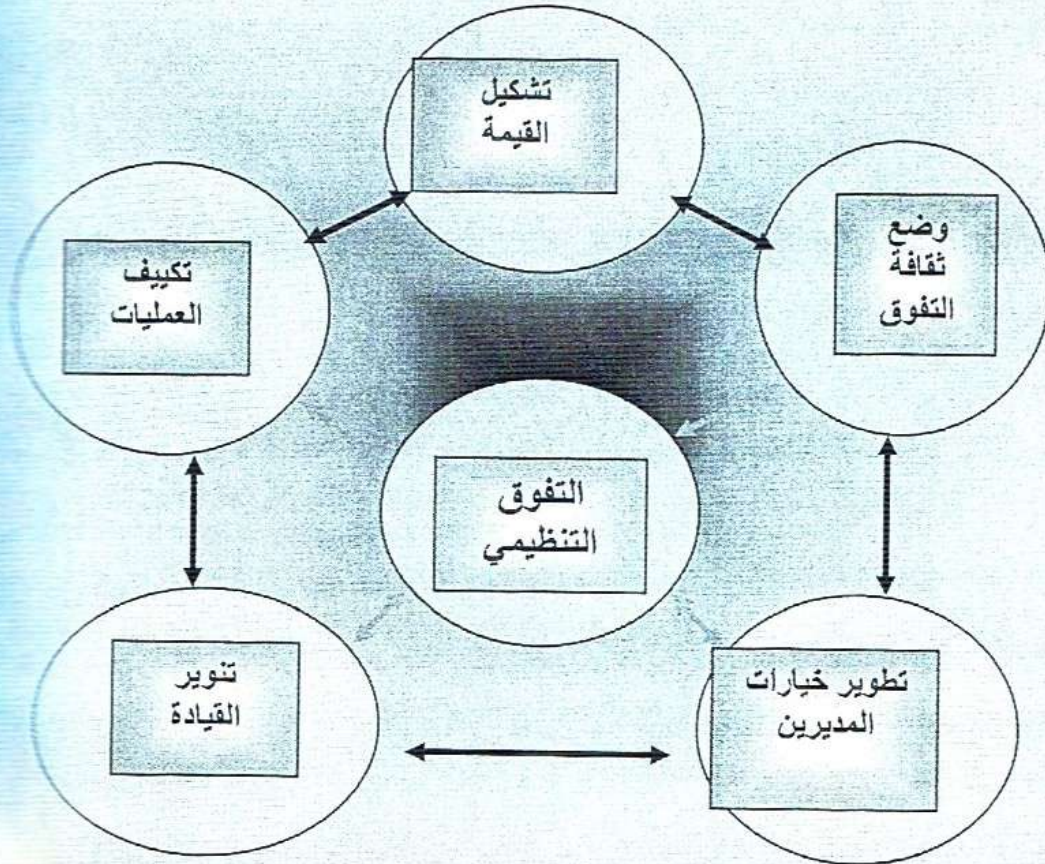 تشكيل
القيمة
وضع
ثقافة
التفوق
تكييف
العمليات
التفوق
التنظيمي
تنوير
القيادة
تطوير خيارات
المديرين